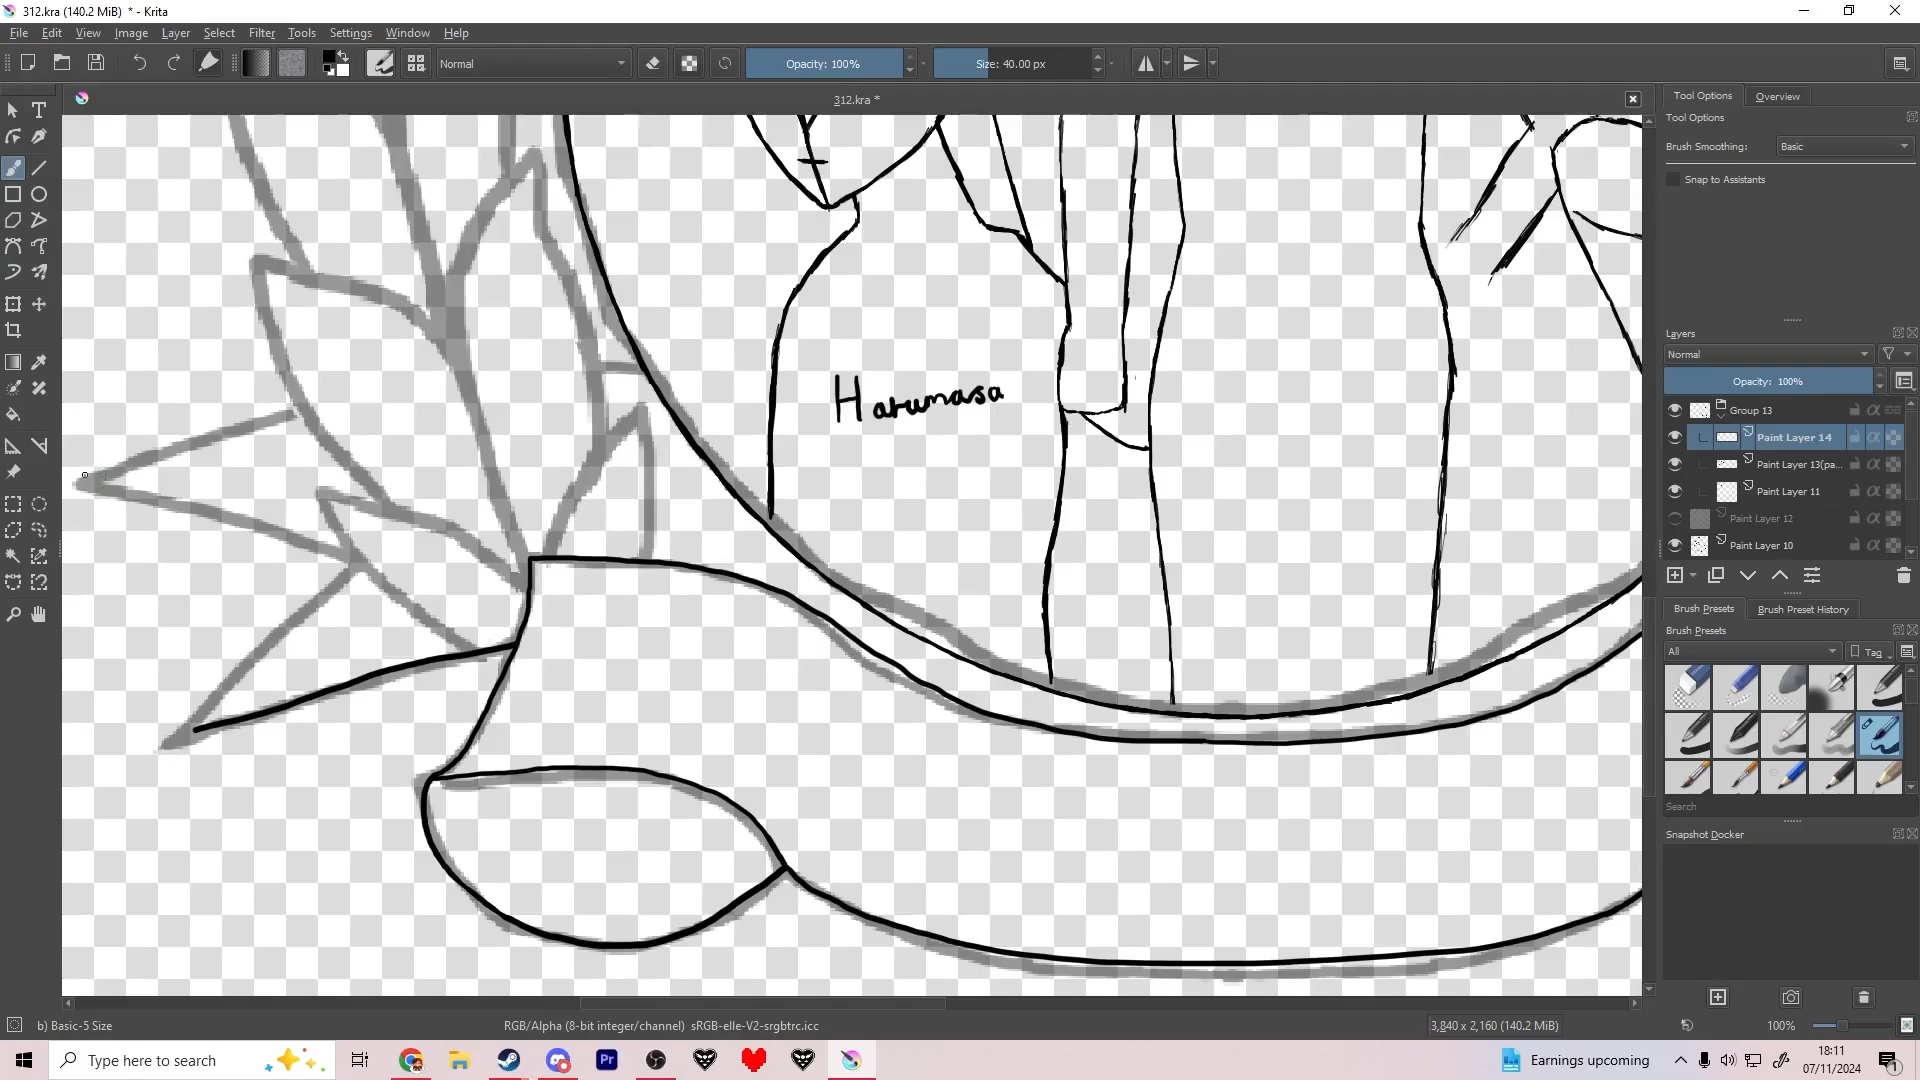 312.kra (140.2 MiB) * - Krita
File Edit View Image Layer Select Filter Tools Settings Window Help
Normal Opacity: 100% Size: 40.00 px
312.kra *
Tool Options Overview
Tool Options
Brush Smoothing: Basic
Snap to Assistants
Layers
Normal
Opacity: 100%
Group 13
Paint Layer 14
Paint Layer 13(pa...
Paint Layer 11
Paint Layer 12
Paint Layer 10
Harumasa
Brush Presets Brush Preset History
Brush Presets
All Tag
Search
Snapshot Docker
b) Basic-5 Size
RGB/Alpha (8-bit integer/channel) sRGB-elle-V2-srgbtrc.icc
3,840 x 2,160 (140.2 MiB)
100%
Type here to search
Pr
Earnings upcoming
18:11
07/11/2024
1